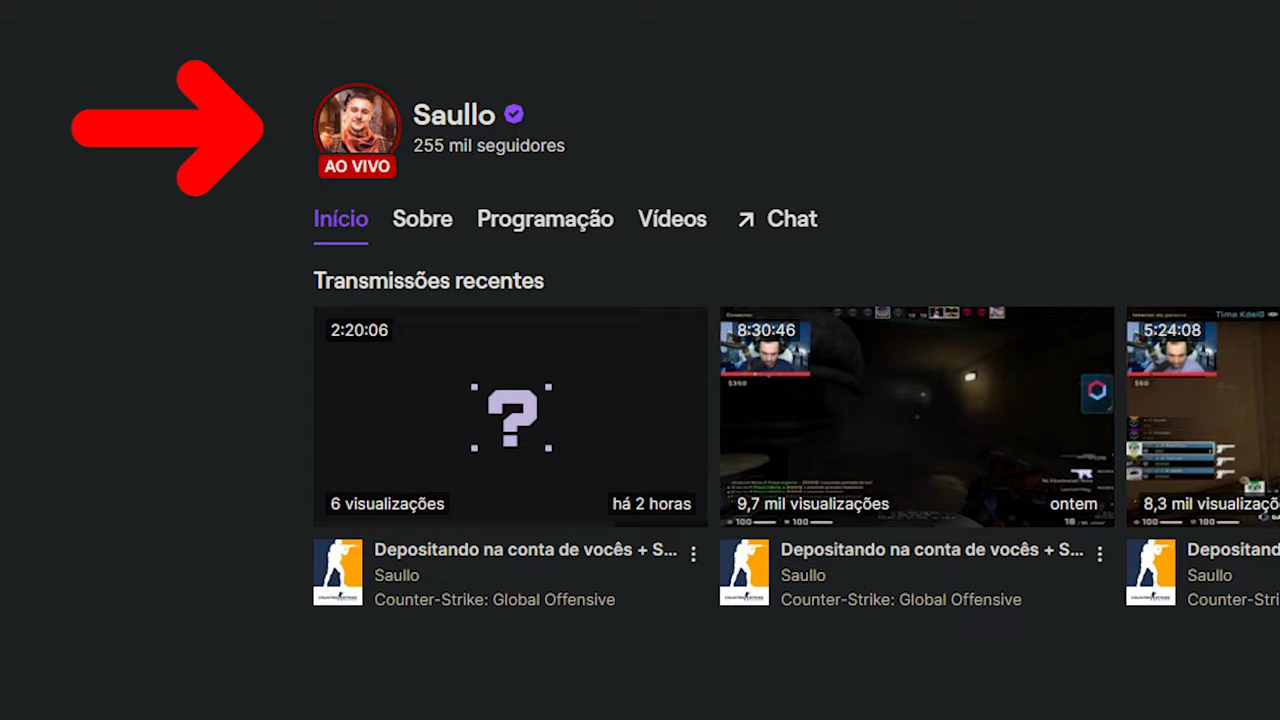 Saullo
255 mil seguidores
AO VIVO
Início Sobre Programação Vídeos Chat
Transmissões recentes
2:20:06
8:30:46
5:24:08
6 visualizações há 2 horas
9,7 mil visualizações ontem
8,3 mil visualizaçõ
Depositando na conta de vocês + S...
Saullo
Counter-Strike: Global Offensive
Depositando na conta de vocês + S...
Saullo
Counter-Strike: Global Offensive
Depositand
Saullo
Counter-Stri